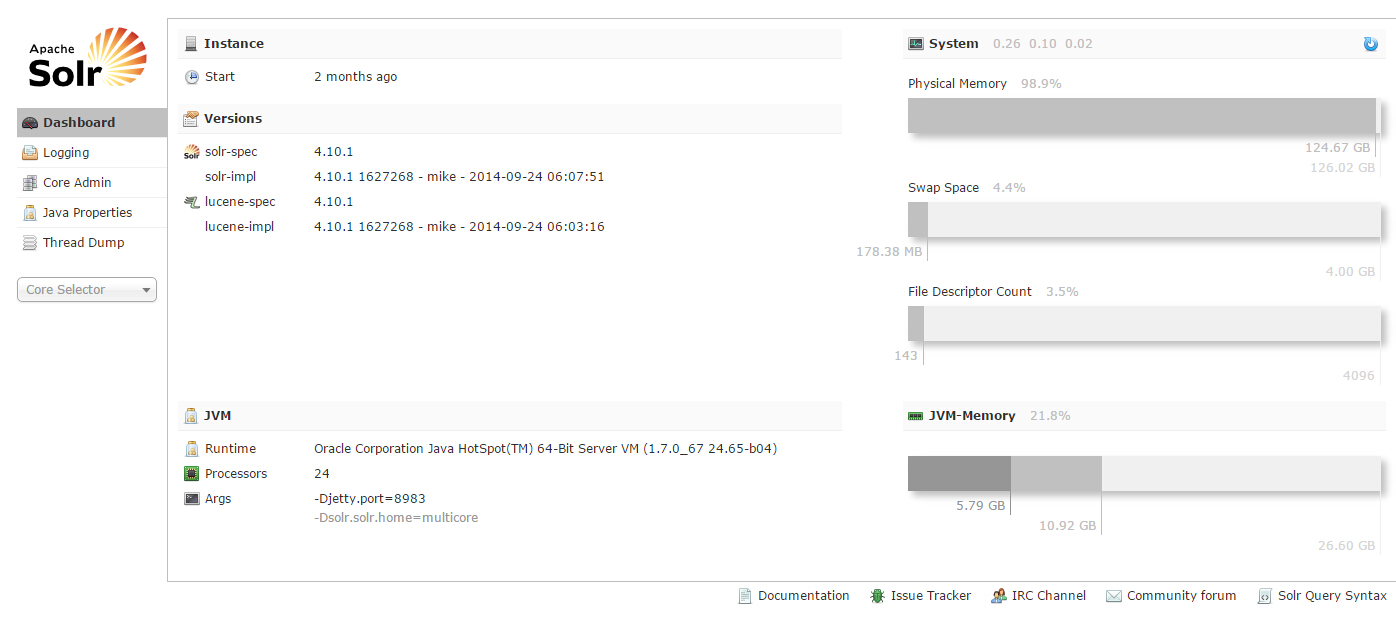 Apache
Solr
Dashboard
Logging
Core Admin
Java Properties
Thread Dump
Core Selector
Instance
Start 2 months ago
Versions
solr-spec 4.10.1
solr-impl 4.10.1 1627268 - mike - 2014-09-24 06:07:51
lucene-spec 4.10.1
lucene-impl 4.10.1 1627268 - mike - 2014-09-24 06:03:16
JVM
Runtime Oracle Corporation Java HotSpot(TM) 64-Bit Server VM (1.7.0_67 24.65-b04)
Processors 24
Args -Djetty.port=8983
-Dsolr.solr.home=multicore
System 0.26 0.10 0.02
Physical Memory 98.9%
124.67 GB
126.02 GB
Swap Space 4.4%
178.38 MB
4.00 GB
File Descriptor Count 3.5%
143
4096
JVM-Memory 21.8%
5.79 GB
10.92 GB
26.60 GB
Documentation Issue Tracker IRC Channel Community forum Solr Query Syntax